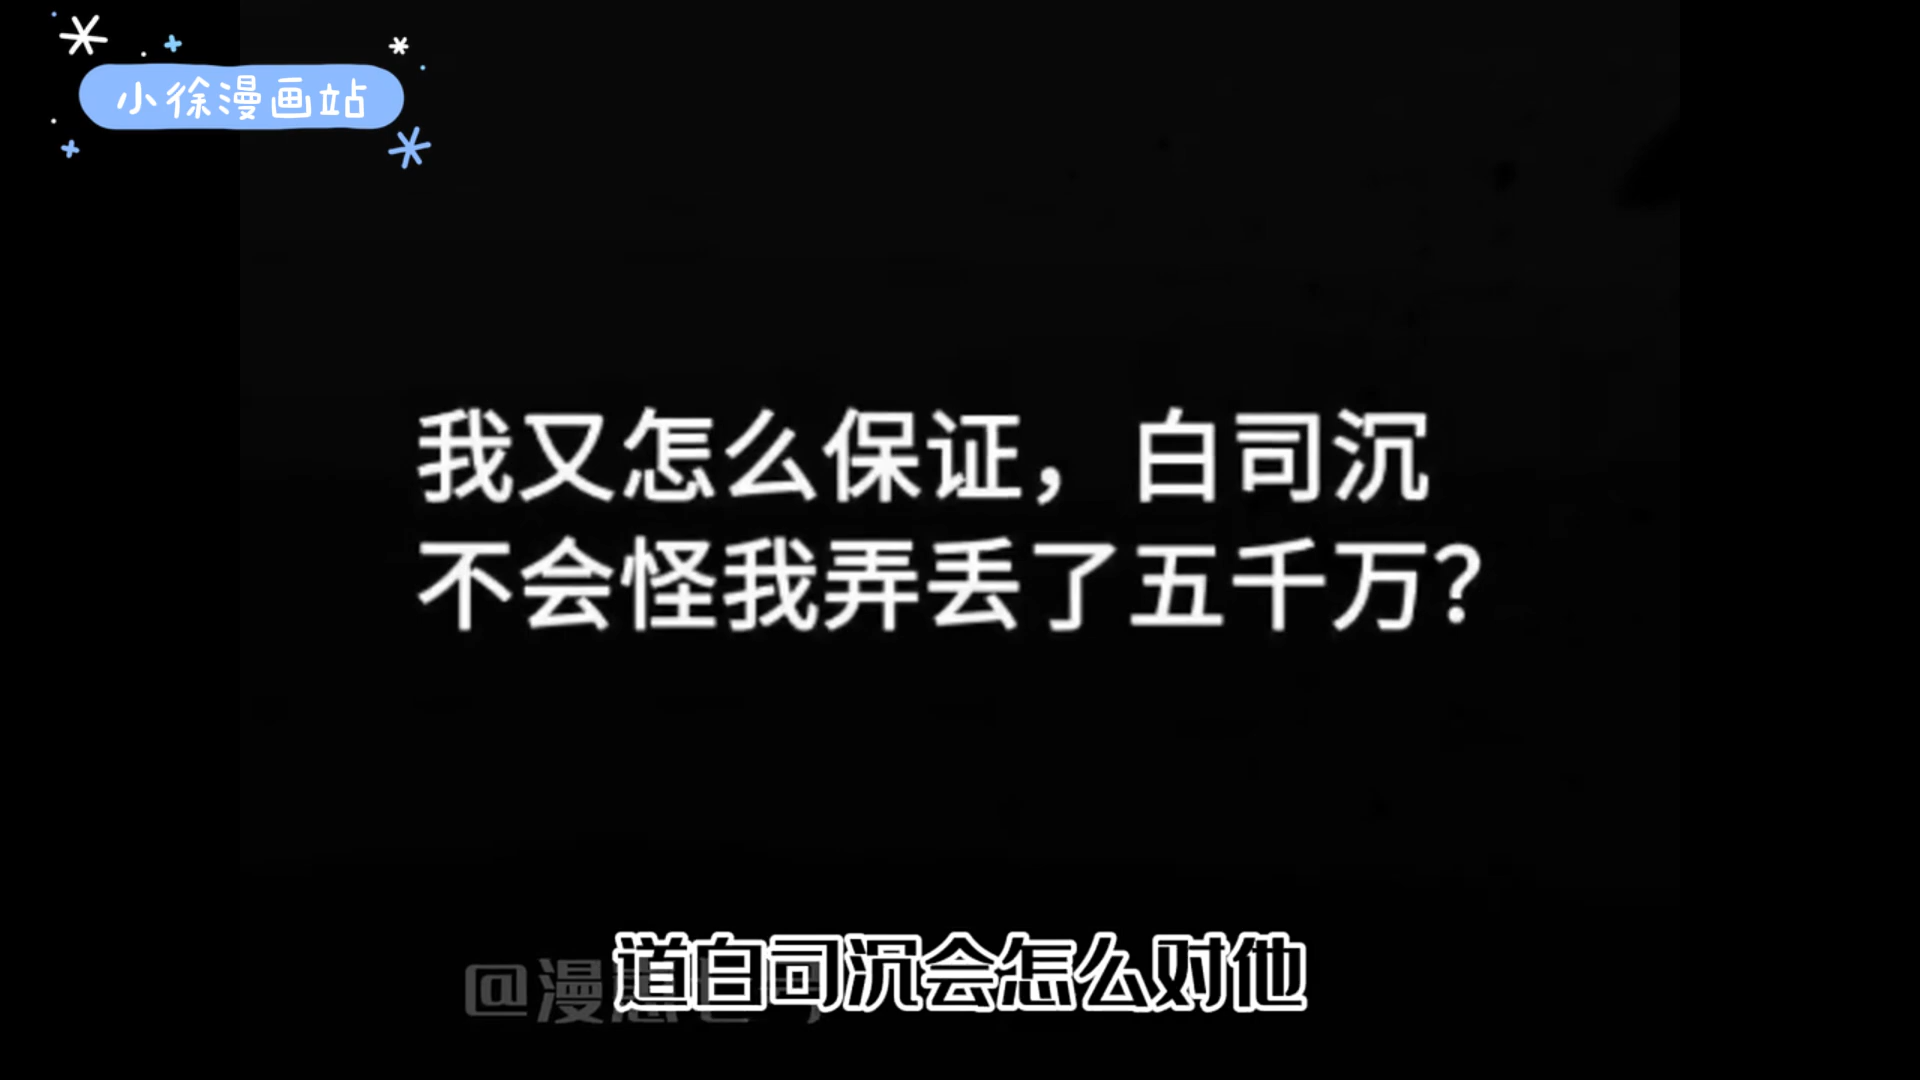 小徐漫画站
我又怎么保证，白司沉
不会怪我弄丢了五千万？
道白司沉会怎么对他
@漫